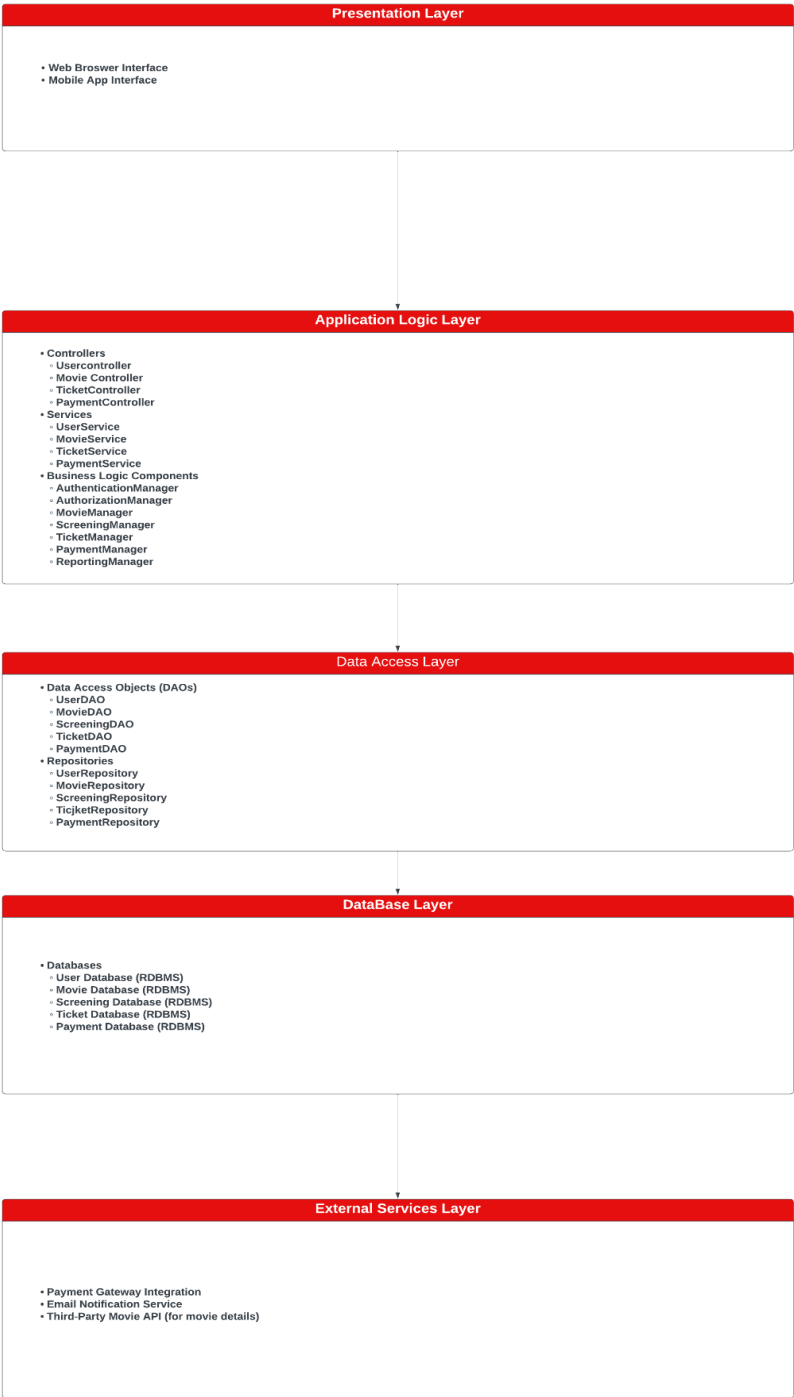 Presentation Layer
• Web Broswer Interface
• Mobile App Interface
Application Logic Layer
• Controllers
◦ Usercontroller
◦ Movie Controller
◦ TicketController
◦ PaymentController
• Services
◦ UserService
◦ MovieService
◦ TicketService
◦ PaymentService
• Business Logic Components
◦ AuthenticationManager
◦ AuthorizationManager
◦ MovieManager
◦ ScreeningManager
◦ TicketManager
◦ PaymentManager
◦ ReportingManager
Data Access Layer
• Data Access Objects (DAOs)
◦ UserDAO
◦ MovieDAO
◦ ScreeningDAO
◦ TicketDAO
◦ PaymentDAO
• Repositories
◦ UserRepository
◦ MovieRepository
◦ ScreeningRepository
◦ TicjketRepository
◦ PaymentRepository
DataBase Layer
• Databases
◦ User Database (RDBMS)
◦ Movie Database (RDBMS)
◦ Screening Database (RDBMS)
◦ Ticket Database (RDBMS)
◦ Payment Database (RDBMS)
External Services Layer
• Payment Gateway Integration
• Email Notification Service
• Third-Party Movie API (for movie details)